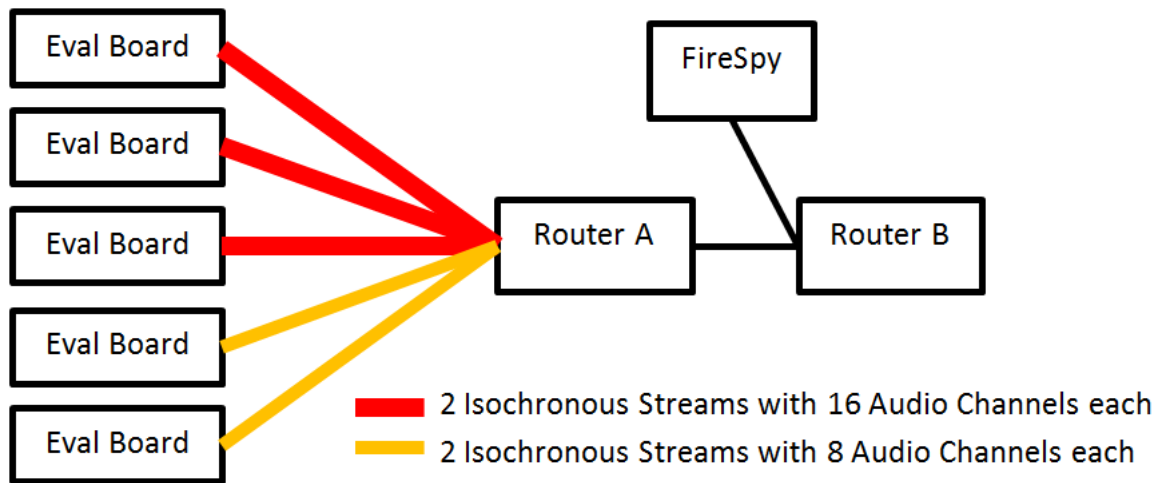 Eval Board
Eval Board
Eval Board
Eval Board
Eval Board
FireSpy
Router A
Router B
2 Isochronous Streams with 16 Audio Channels each
2 Isochronous Streams with 8 Audio Channels each